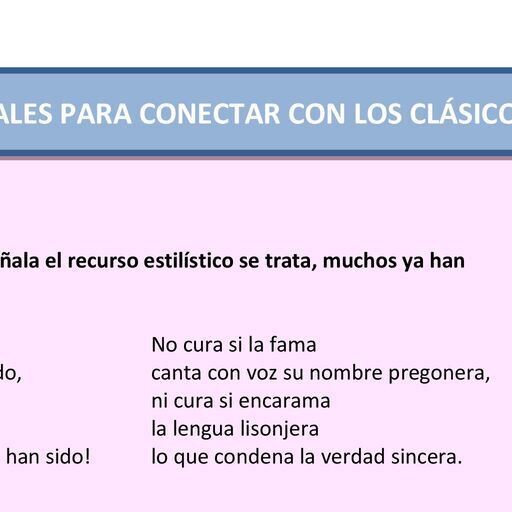 ALES PARA CONECTAR CON LOS CLÁSICO
ñala el recurso estilístico se trata, muchos ya han
do,
han sido!
No cura si la fama
canta con voz su nombre pregonera,
ni cura si encarama
la lengua lisonjera
lo que condena la verdad sincera.